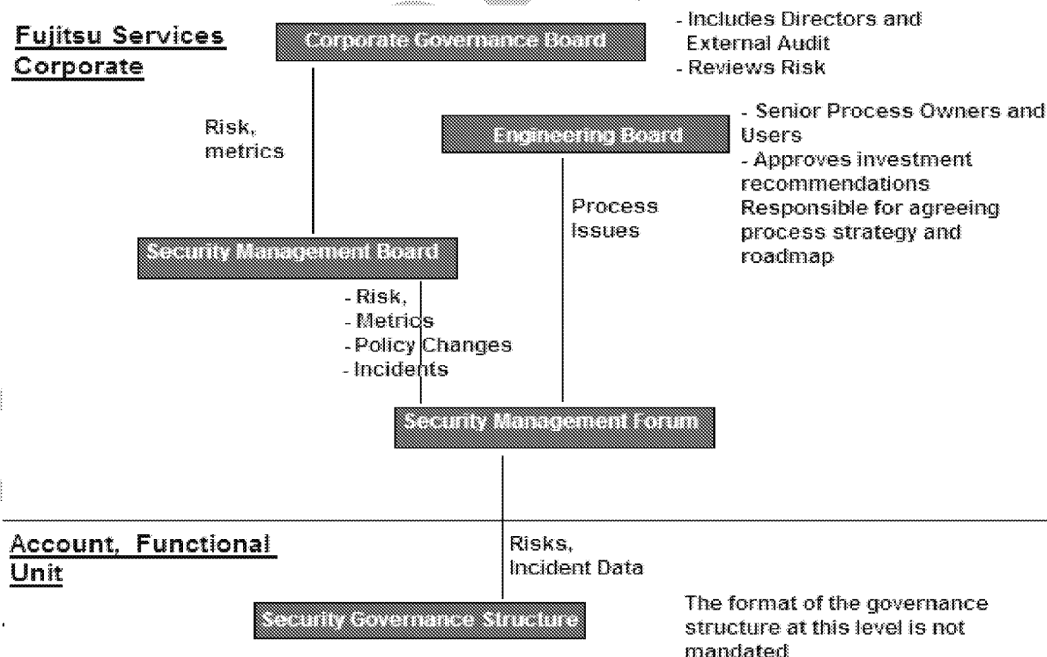 Fujitsu Services
Corporate
Corporate Governance Board
- Includes Directors and
External Audit
- Reviews Risk
Risk,
metrics
Engineering Board
- Senior Process Owners and
Users
- Approves investment
recommendations
Responsible for agreeing
process strategy and
roadmap
Process
Issues
Security Management Board
- Risk,
- Metrics
- Policy Changes
- Incidents
Security Management Forum
Account, Functional
Unit
Risks,
Incident Data
Security Governance Structure
The format of the governance
structure at this level is not
mandated